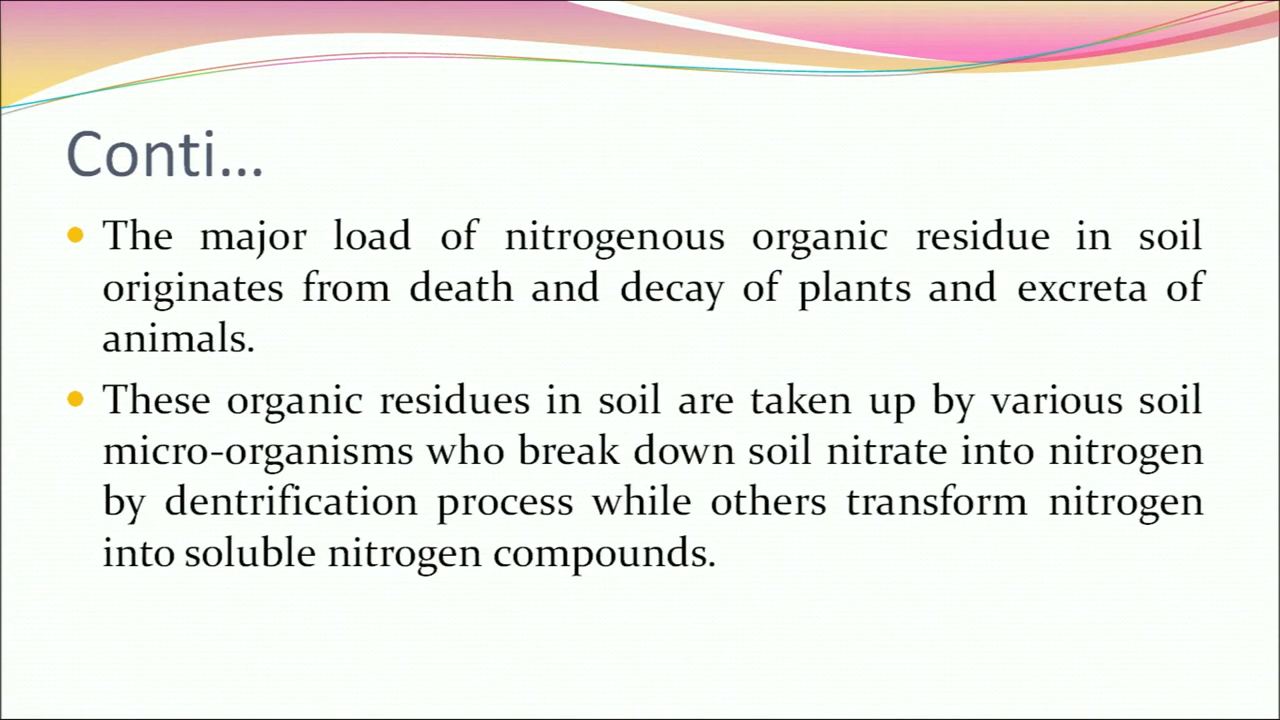 Conti...
The major load of nitrogenous organic residue in soil
originates from death and decay of plants and excreta of
animals.
These organic residues in soil are taken up by various soil
micro-organisms who break down soil nitrate into nitrogen
by dentrification process while others transform nitrogen
into soluble nitrogen compounds.